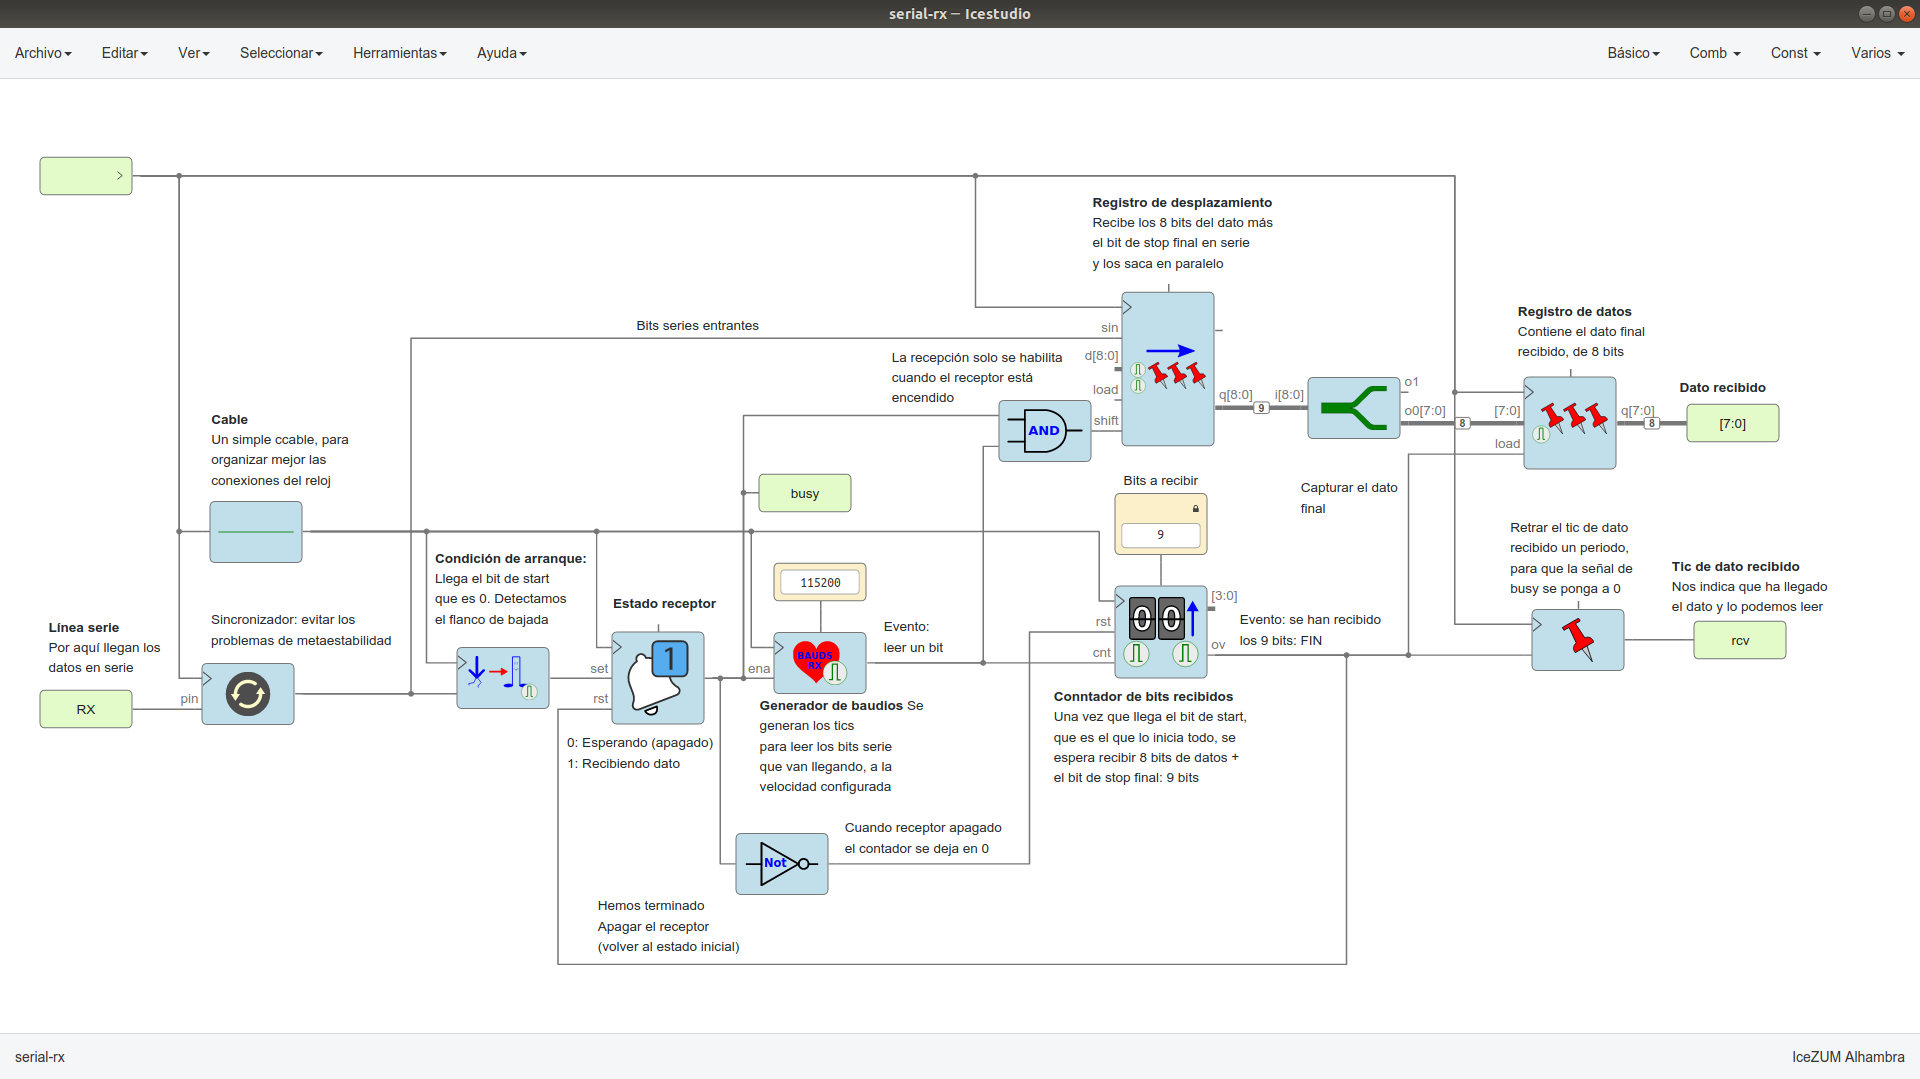 serial-rx – Icestudio
Archivo
Editar
Ver
Seleccionar
Herramientas
Ayuda
Básico
Comb
Const
Varios
Registro de desplazamiento
Recibe los 8 bits del dato más
el bit de stop final en serie
y los saca en paralelo
Bits series entrantes
sin
d[8:0]
load
shift
q[8:0]
9
i[8:0]
o1
o0[7:0]
8
La recepción solo se habilita
cuando el receptor está
encendido
AND
Registro de datos
Contiene el dato final
recibido, de 8 bits
[7:0]
load
q[7:0]
8
Dato recibido
[7:0]
Cable
Un simple ccable, para
organizar mejor las
conexiones del reloj
busy
Bits a recibir
9
Capturar el dato
final
Retrar el tic de dato
recibido un periodo,
para que la señal de
busy se ponga a 0
Tic de dato recibido
Nos indica que ha llegado
el dato y lo podemos leer
rcv
Condición de arranque:
Llega el bit de start
que es 0. Detectamos
el flanco de bajada
115200
Estado receptor
1
set
rst
0: Esperando (apagado)
1: Recibiendo dato
Línea serie
Por aquí llegan los
datos en serie
RX
Sincronizador: evitar los
problemas de metaestabilidad
pin
ena
BAUDS
RX
Evento:
leer un bit
Generador de baudios Se
generan los tics
para leer los bits serie
que van llegando, a la
velocidad configurada
rst
cnt
00
[3:0]
ov
Evento: se han recibido
los 9 bits: FIN
Conntador de bits recibidos
Una vez que llega el bit de start,
que es el que lo inicia todo, se
espera recibir 8 bits de datos +
el bit de stop final: 9 bits
Not
Cuando receptor apagado
el contador se deja en 0
Hemos terminado
Apagar el receptor
(volver al estado inicial)
serial-rx
IceZUM Alhambra